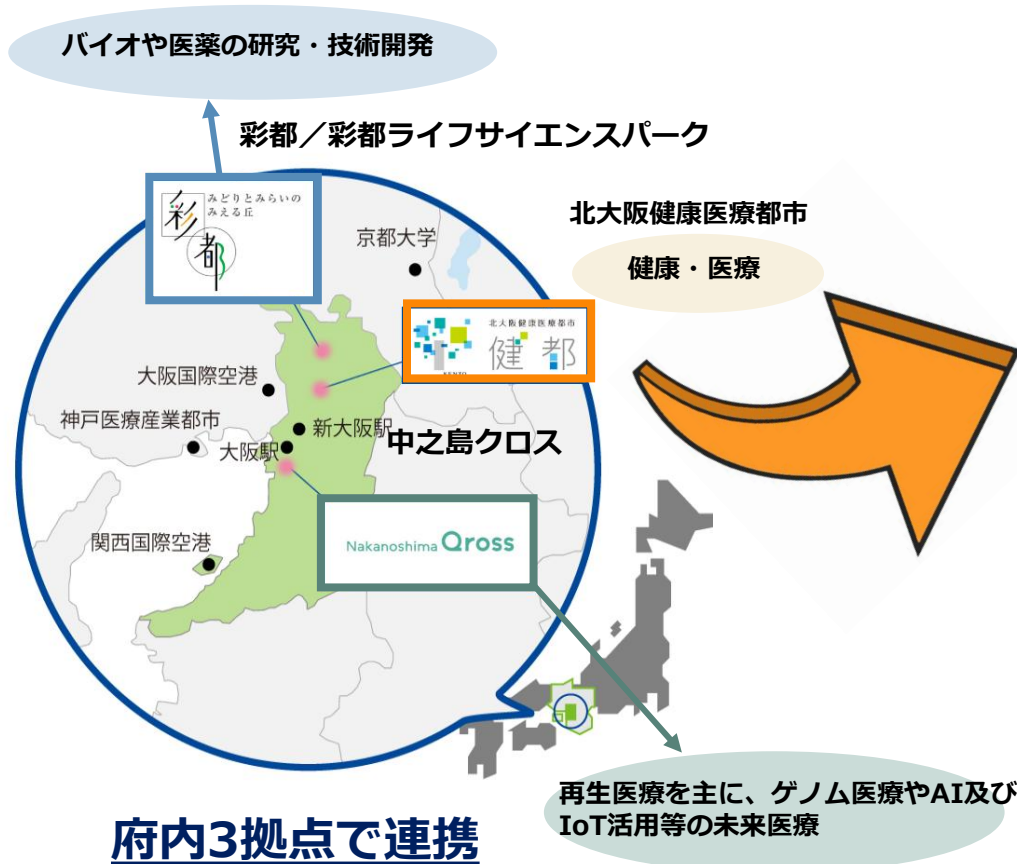 バイオや医薬の研究・技術開発
彩都／彩都ライフサイエンスパーク
みどりとみらいの
みえる丘
彩都
北大阪健康医療都市
健康・医療
京都大学
北大阪健康医療都市
健都
KENTO
大阪国際空港
神戸医療産業都市
新大阪駅
大阪駅
中之島クロス
Nakanoshima Qross
関西国際空港
再生医療を主に、ゲノム医療やAI及び
IoT活用等の未来医療
府内3拠点で連携